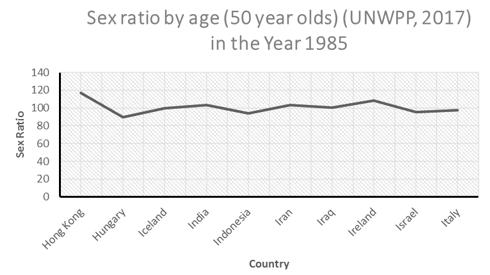 Sex ratio by age (50 year olds) (UNWPP, 2017)
in the Year 1985
140
120
100
80
60
40
20
0
Sex Ratio
Hong Kong
Hungary
Iceland
India
Indonesia
Iran
Iraq
Ireland
Israel
Italy
Country